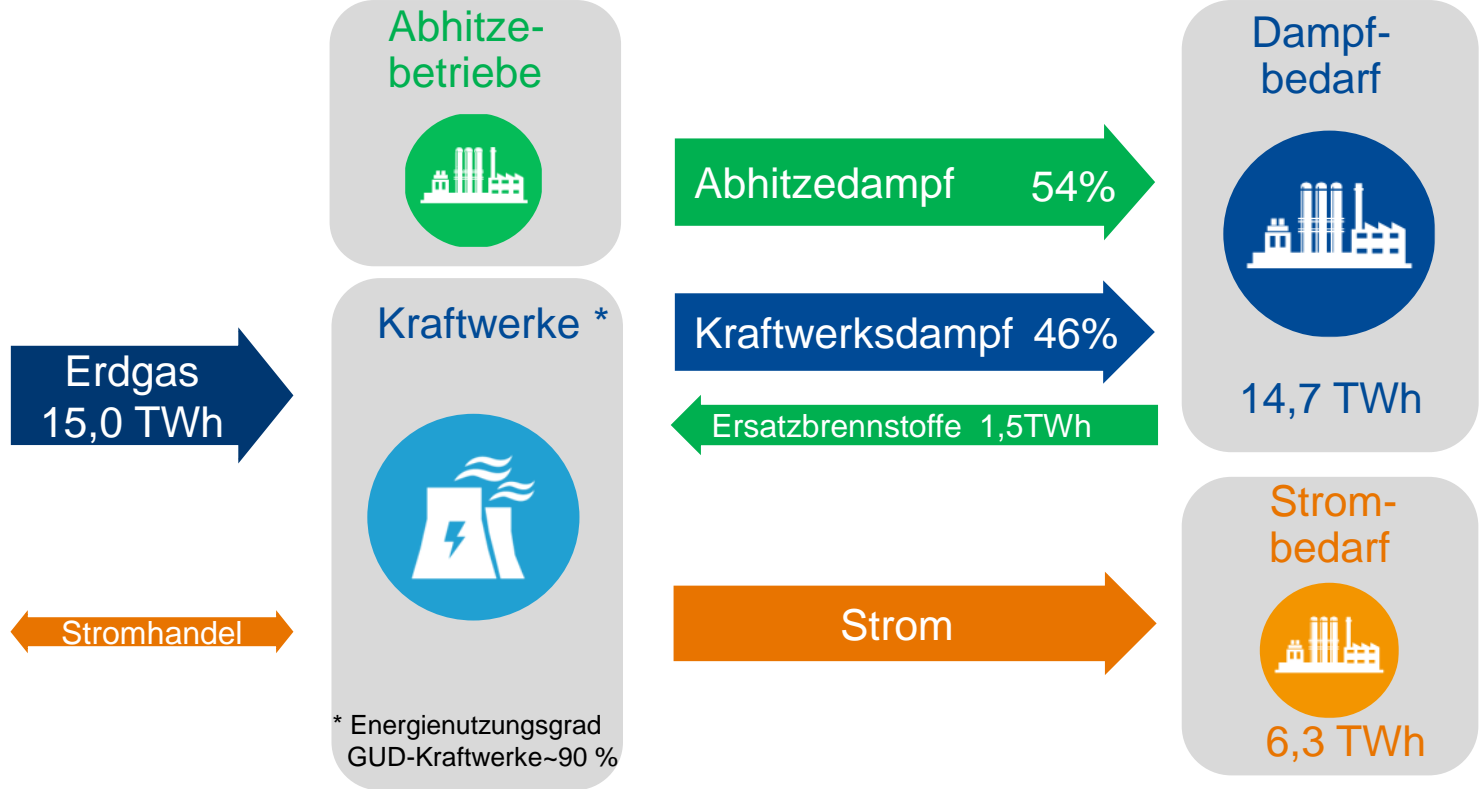 Abhitze-
betriebe
Dampf-
bedarf
Abhitzedampf 54%
Kraftwerke *
Kraftwerksdampf 46%
Erdgas
15,0 TWh
14,7 TWh
Ersatzbrennstoffe 1,5TWh
Strom-
bedarf
Stromhandel
Strom
* Energienutzungsgrad
GUD-Kraftwerke~90 %
6,3 TWh